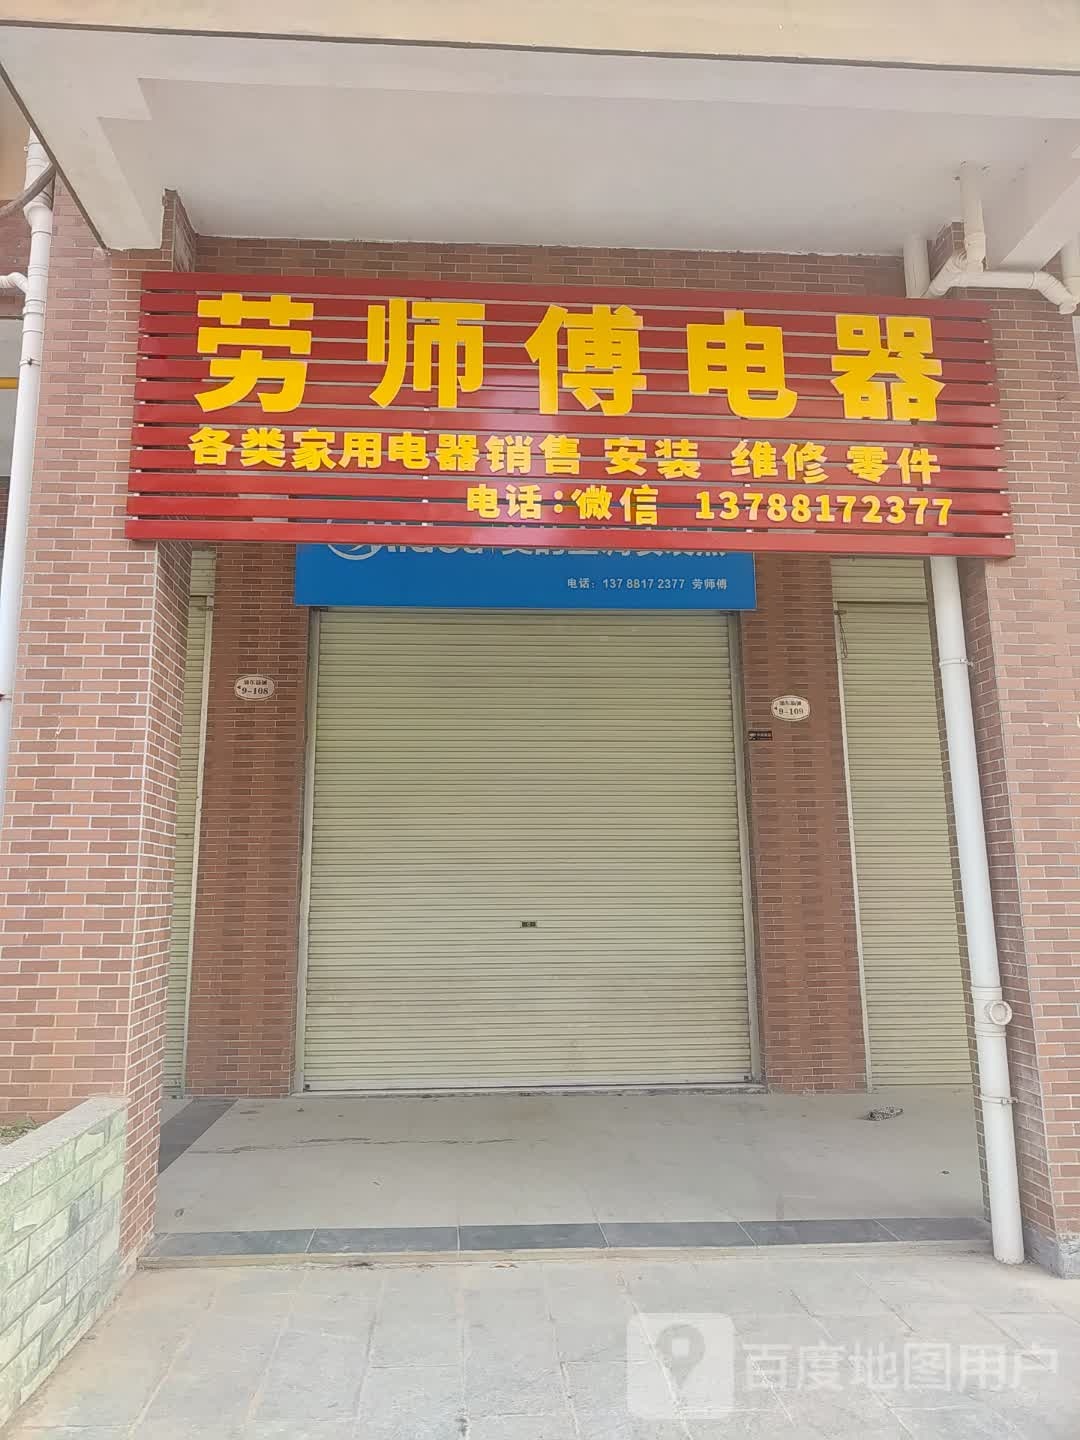 劳师傅电器
各类家用电器销售 安装 维修 零件
电话:微信 13788172377
电话: 137 8817 2377 劳师傅
9-108
9-109
百度地图用户